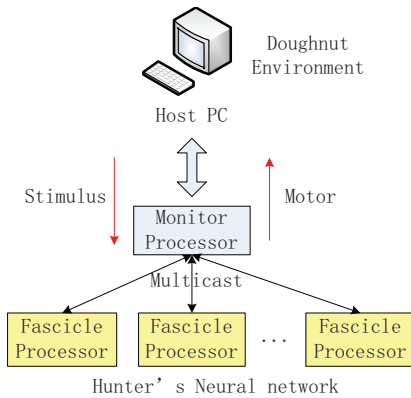 Doughnut
Environment
Host PC
Stimulus
Motor
Monitor
Processor
Multicast
Fascicle
Processor
Fascicle
Processor
...
Fascicle
Processor
Hunter's Neural network